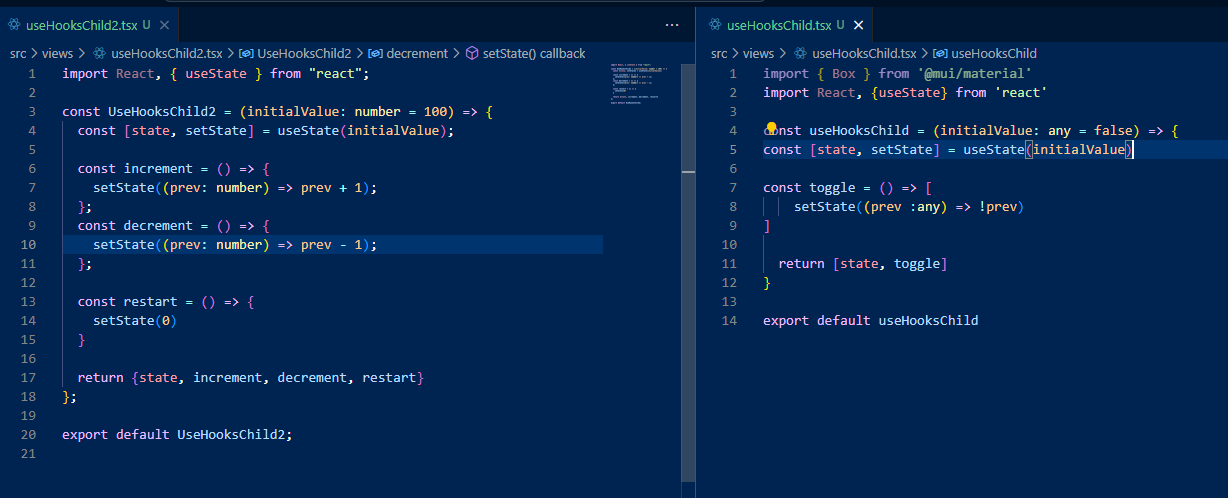 useHooksChild2.tsx U
src > views > useHooksChild2.tsx > UseHooksChild2 > decrement > setState() callback
1 import React, { useState } from "react";
2
3 const UseHooksChild2 = (initialValue: number = 100) => {
4 const [state, setState] = useState(initialValue);
5
6 const increment = () => {
7 setState((prev: number) => prev + 1);
8 };
9 const decrement = () => {
10 setState((prev: number) => prev - 1);
11 };
12
13 const restart = () => {
14 setState(0)
15 }
16
17 return {state, increment, decrement, restart}
18 };
19
20 export default UseHooksChild2;
21
useHooksChild.tsx U
src > views > useHooksChild.tsx > useHooksChild
1 import { Box } from '@mui/material'
2 import React, {useState} from 'react'
3
4 const useHooksChild = (initialValue: any = false) => {
5 const [state, setState] = useState(initialValue)
6
7 const toggle = () => [
8 setState((prev :any) => !prev)
9 ]
10
11 return [state, toggle]
12 }
13
14 export default useHooksChild